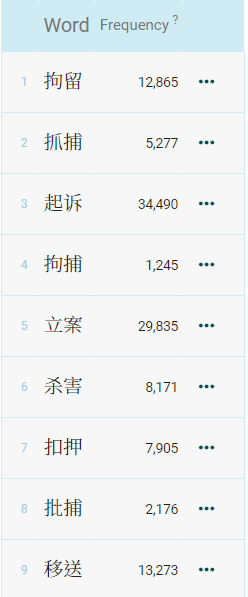 Word Frequency ?
1 拘留 12,865 •••
2 抓捕 5,277 •••
3 起诉 34,490 •••
4 拘捕 1,245 •••
5 立案 29,835 •••
6 杀害 8,171 •••
7 扣押 7,905 •••
8 批捕 2,176 •••
9 移送 13,273 •••